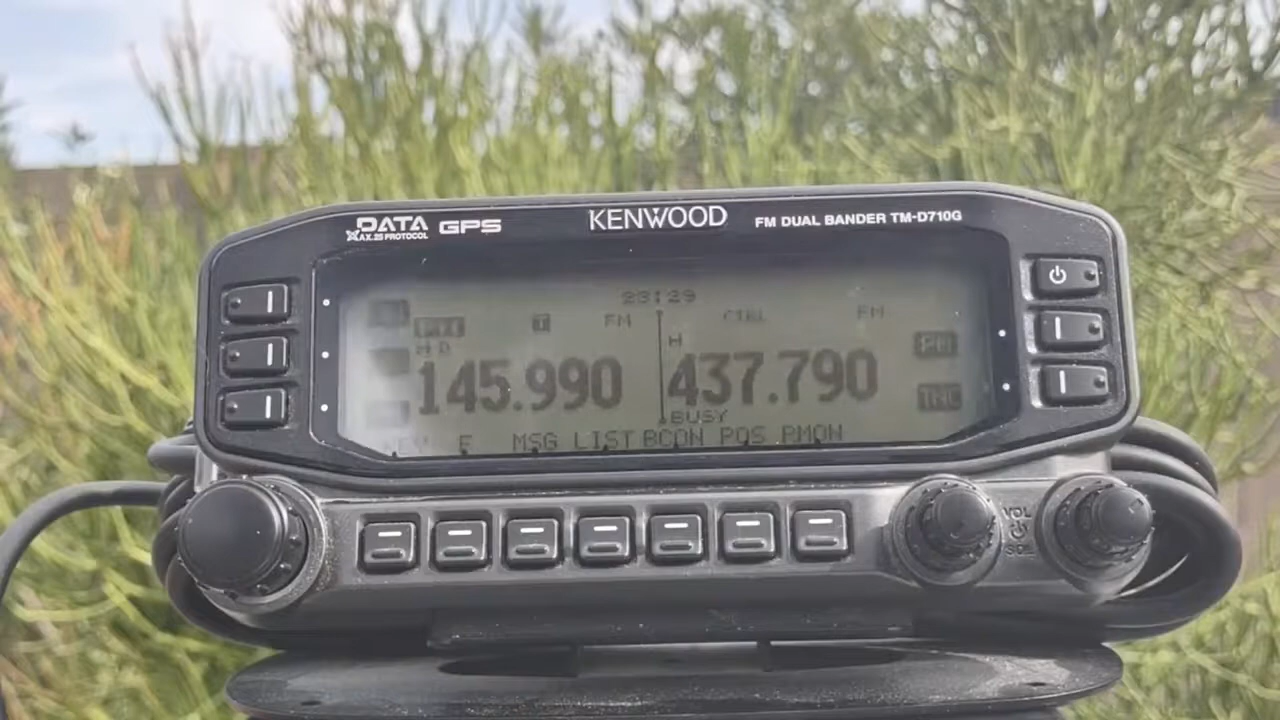 DATA GPS KENWOOD FM DUAL BANDER TM-D710G
AX.25 PROTOCOL
23:29
T FM CTRL FM
H D H PM
145.990 437.790
BUSY TNC
F MSG LIST BCON POS PMON
VOL
SQL